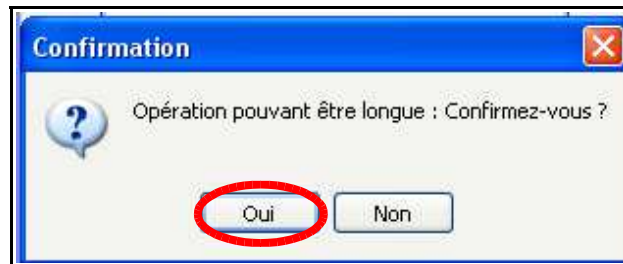 Confirmation
Opération pouvant être longue : Confirmez-vous ?
Oui
Non